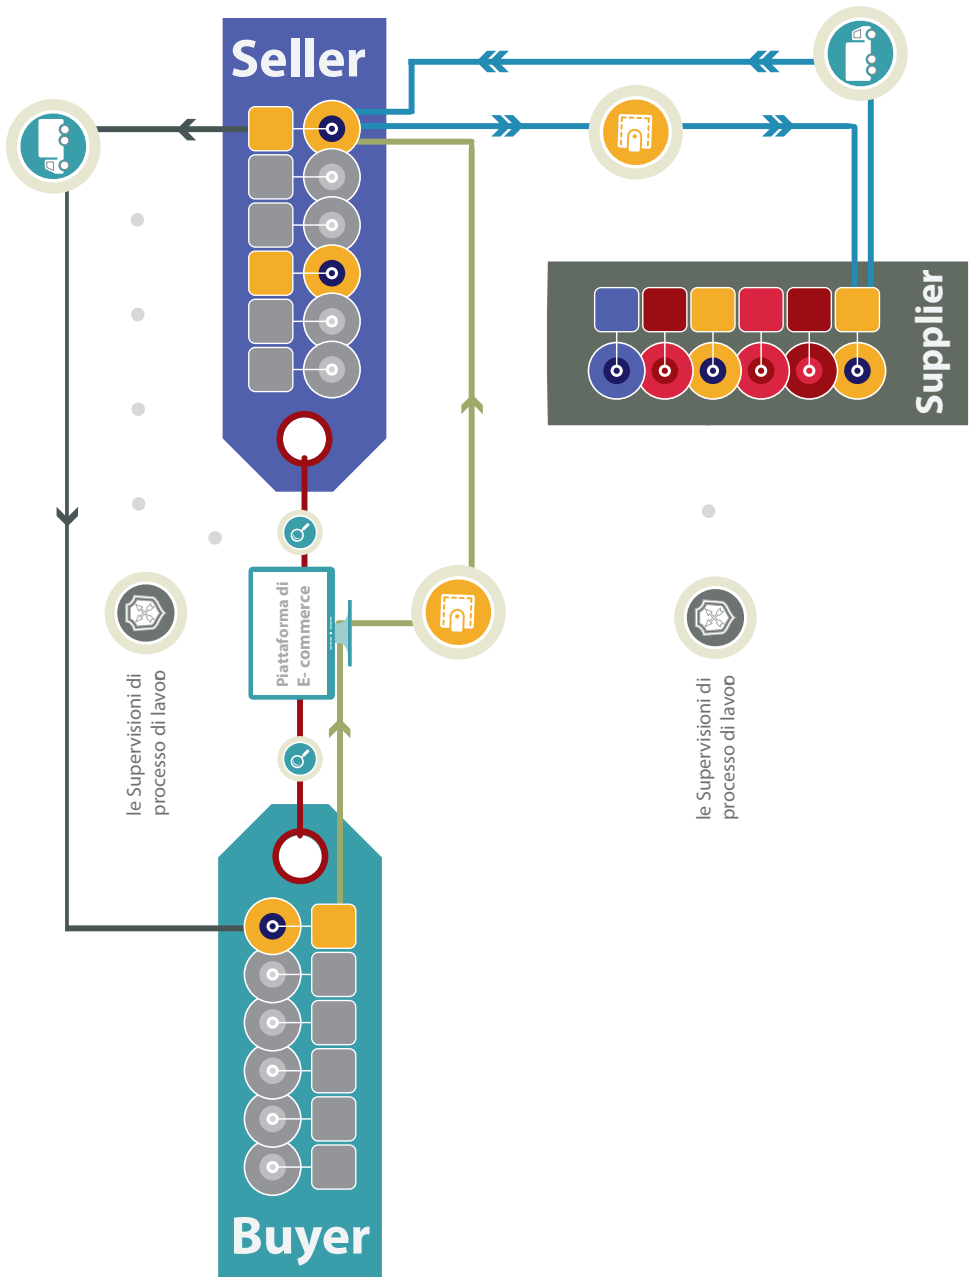 Seller
Supplier
Piattaforma di
E- commerce
le Supervisioni di
processo di lavoo
le Supervisioni di
processo di lavoo
Buyer